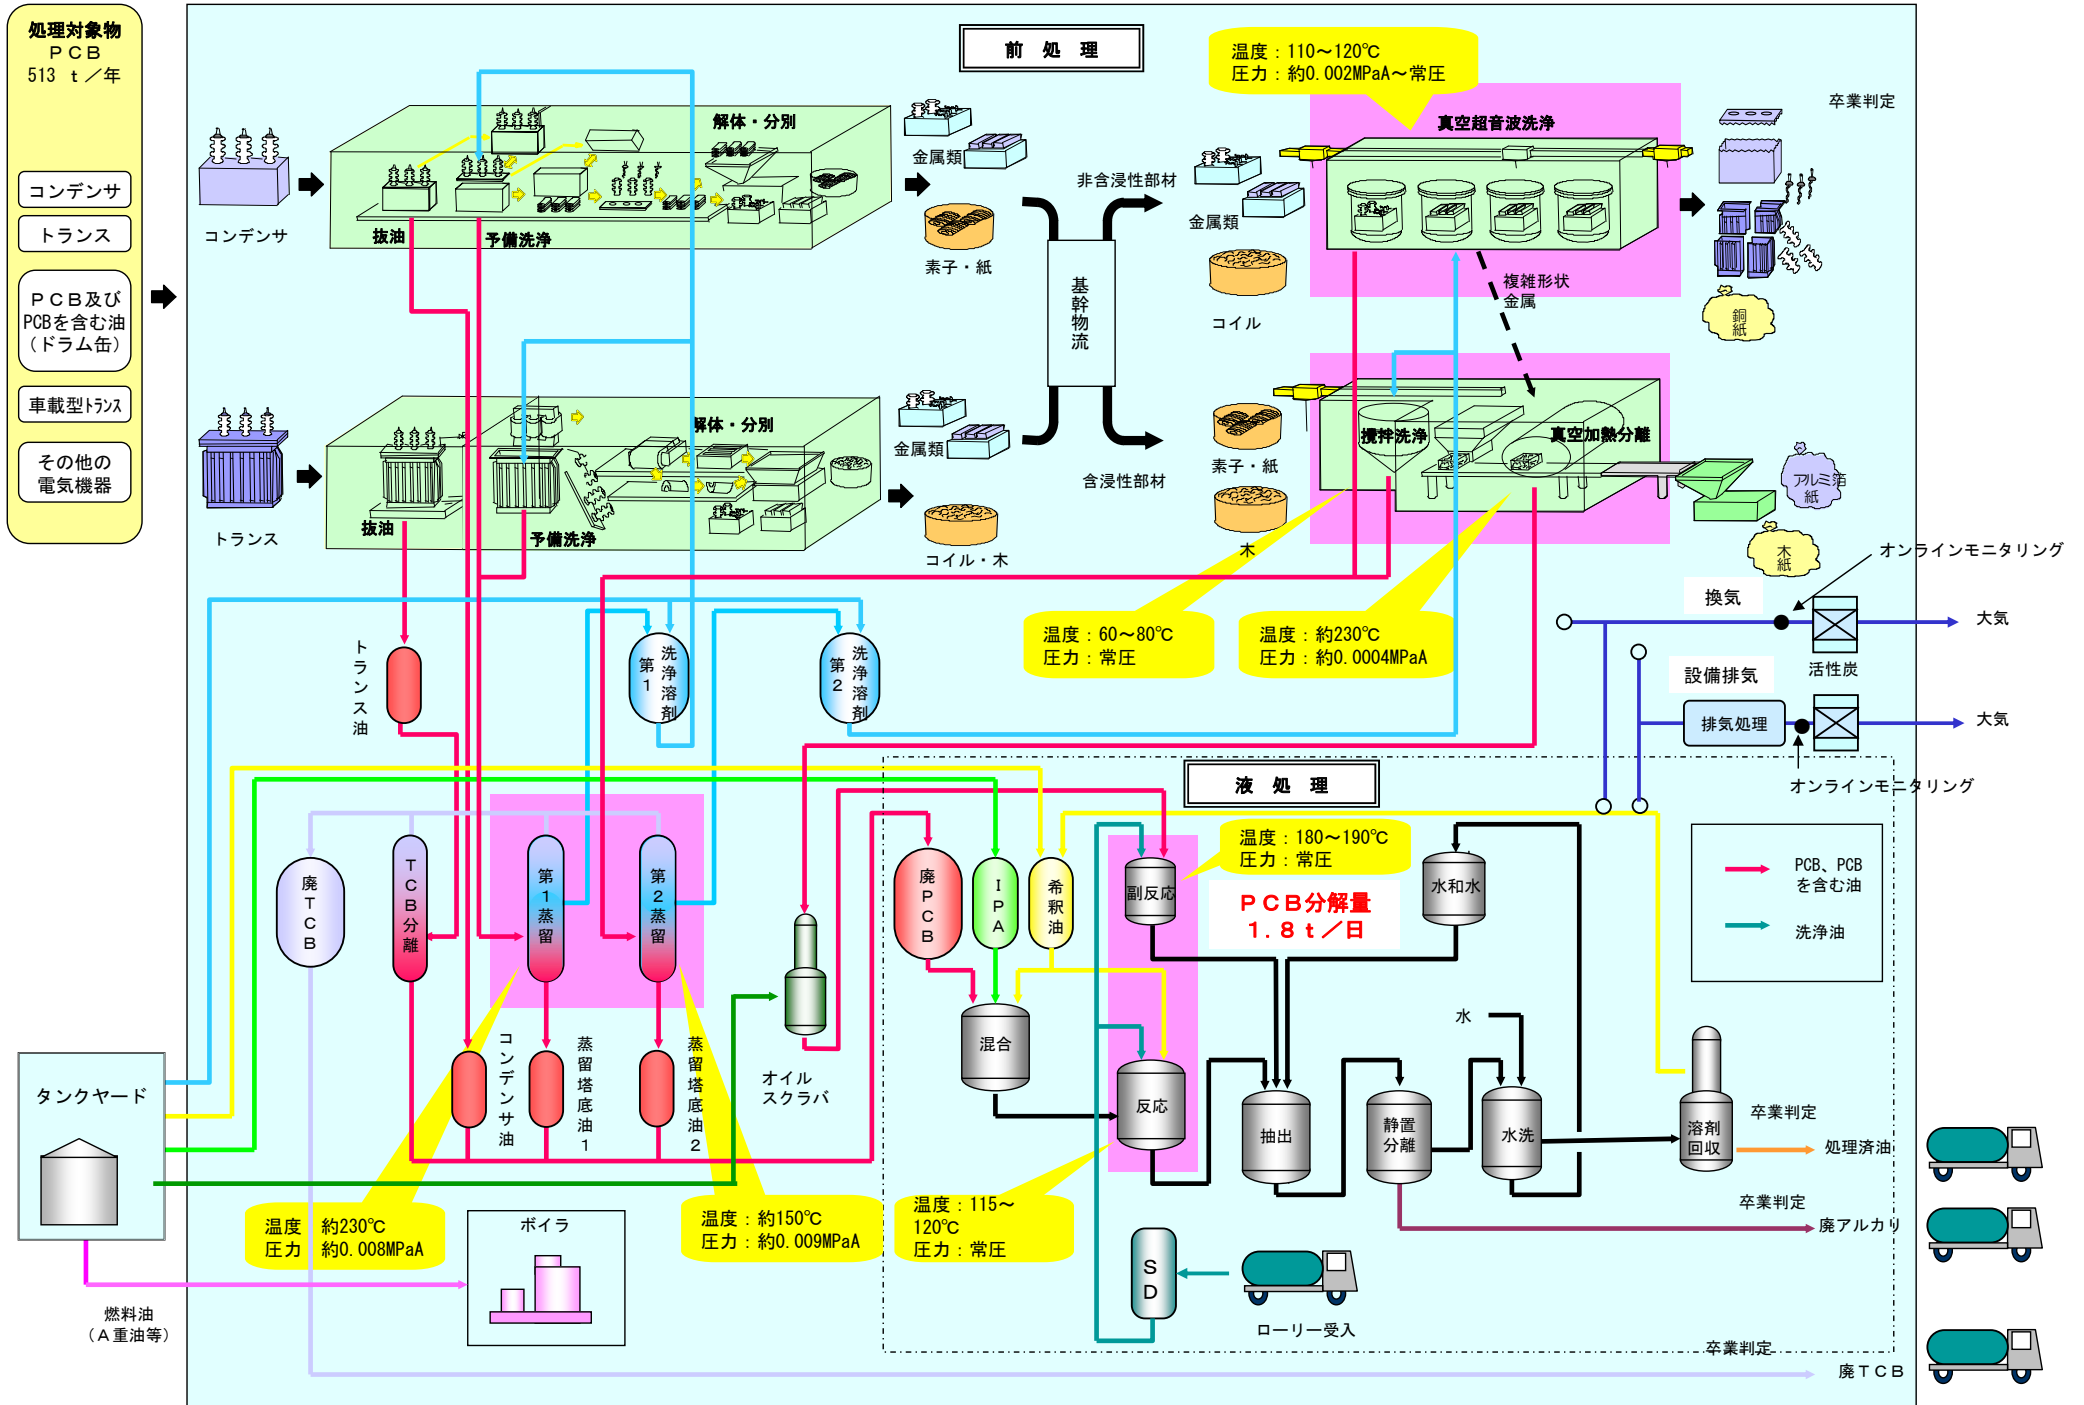 処理対象物
ＰＣＢ
513 ｔ／年
コンデンサ
トランス
ＰＣＢ及び
PCBを含む油
（ドラム缶）
車載型ﾄﾗﾝｽ
その他の
電気機器
前 処 理
温度：110～120℃
圧力：約0.002MPaA～常圧
卒業判定
コンデンサ
解体・分別
抜油
予備洗浄
金属類
素子・紙
非含浸性部材
基幹物流
含浸性部材
金属類
コイル
真空超音波洗浄
複雑形状
金属
銅
紙
トランス
解体・分別
抜油
予備洗浄
金属類
コイル・木
素子・紙
木
攪拌洗浄
真空加熱分離
アルミ箔
紙
木
紙
オンラインモニタリング
換気
大気
活性炭
設備排気
排気処理
大気
オンラインモニタリング
温度：60～80℃
圧力：常圧
温度：約230℃
圧力：約0.0004MPaA
トランス油
第１
洗浄溶剤
第２
洗浄溶剤
液 処 理
廃ＴＣＢ
ＴＣＢ分離
第１蒸留
第２蒸留
廃ＰＣＢ
ＩＰＡ
希釈油
副反応
温度：180～190℃
圧力：常圧
ＰＣＢ分解量
１.８ｔ／日
水和水
PCB、PCB
を含む油
洗浄油
タンクヤード
コンデンサ油
蒸留塔底油１
蒸留塔底油２
オイル
スクラバ
混合
反応
抽出
静置
分離
水
水洗
溶剤
回収
卒業判定
処理済油
卒業判定
廃アルカリ
温度 約230℃
圧力 約0.008MPaA
ボイラ
温度：約150℃
圧力：約0.009MPaA
温度：115～
120℃
圧力：常圧
ＳＤ
ローリー受入
燃料油
（Ａ重油等）
卒業判定
廃ＴＣＢ